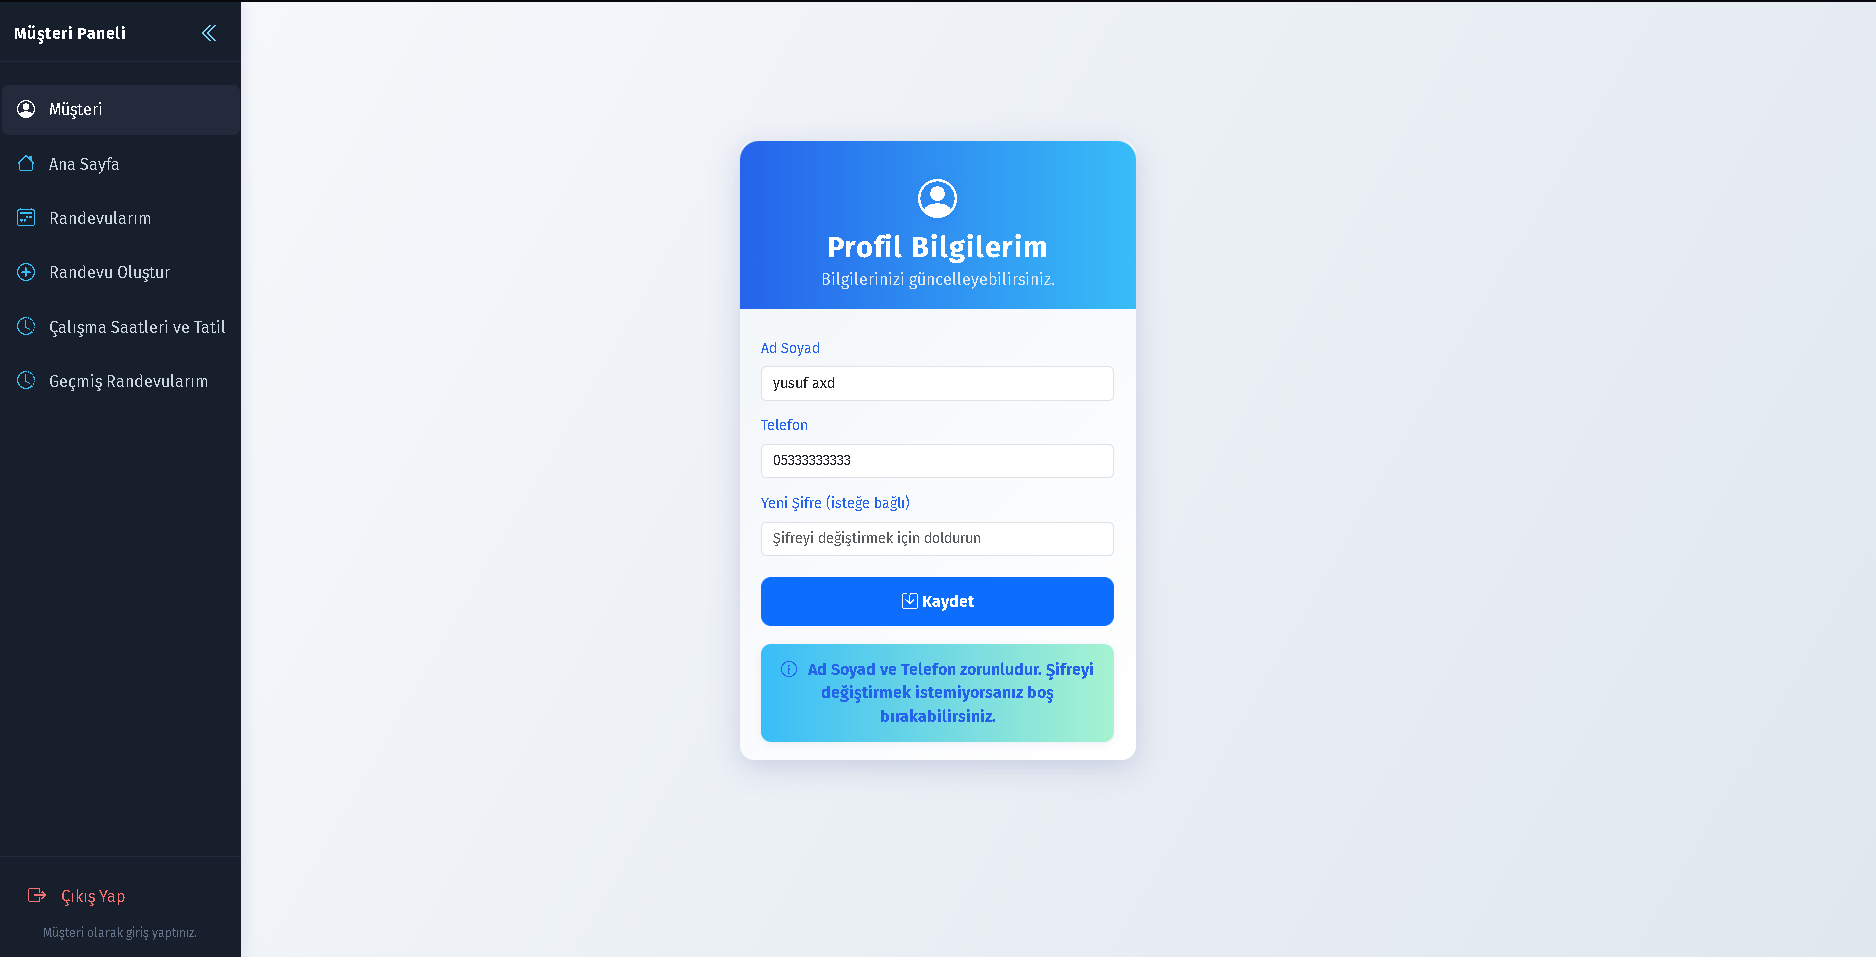 Müşteri Paneli
Müşteri
Ana Sayfa
Randevularım
Randevu Oluştur
Çalışma Saatleri ve Tatil
Geçmiş Randevularım
Çıkış Yap
Müşteri olarak giriş yaptınız.
Profil Bilgilerim
Bilgilerinizi güncelleyebilirsiniz.
Ad Soyad
yusuf axd
Telefon
05333333333
Yeni Şifre (isteğe bağlı)
Şifreyi değiştirmek için doldurun
Kaydet
Ad Soyad ve Telefon zorunludur. Şifreyi
değiştirmek istemiyorsanız boş
bırakabilirsiniz.